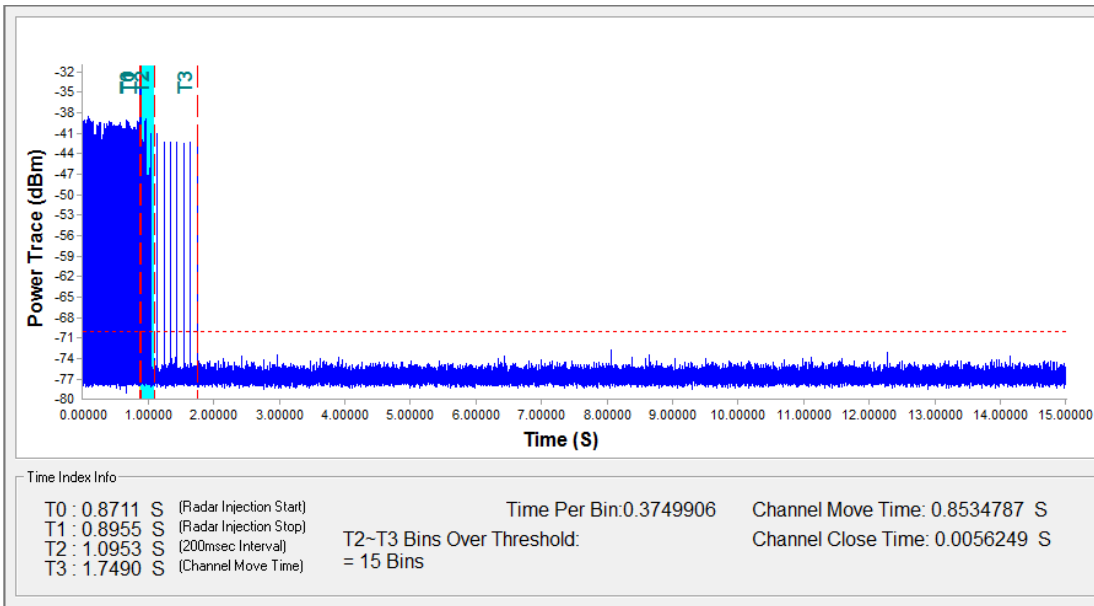 T0 T2 T3
-32
-35
-38
-41
-44
-47
-50
-53
-56
-59
-62
-65
-68
-71
-74
-77
-80
Power Trace (dBm)
0.00000 1.00000 2.00000 3.00000 4.00000 5.00000 6.00000 7.00000 8.00000 9.00000 10.00000 11.00000 12.00000 13.00000 14.00000 15.00000
Time (S)
Time Index Info
T0 : 0.8711 S (Radar Injection Start)
T1 : 0.8955 S (Radar Injection Stop)
T2 : 1.0953 S (200msec Interval)
T3 : 1.7490 S (Channel Move Time)
Time Per Bin:0.3749906
T2~T3 Bins Over Threshold:
= 15 Bins
Channel Move Time: 0.8534787 S
Channel Close Time: 0.0056249 S